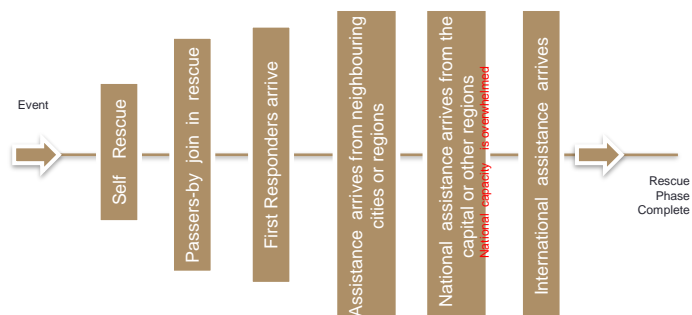 Event
Self Rescue
Passers-by join in rescue
First Responders arrive
Assistance arrives from neighbouring
cities or regions
National assistance arrives from the
capital or other regions
National capacity is overwhelmed
International assistance arrives
Rescue
Phase
Complete